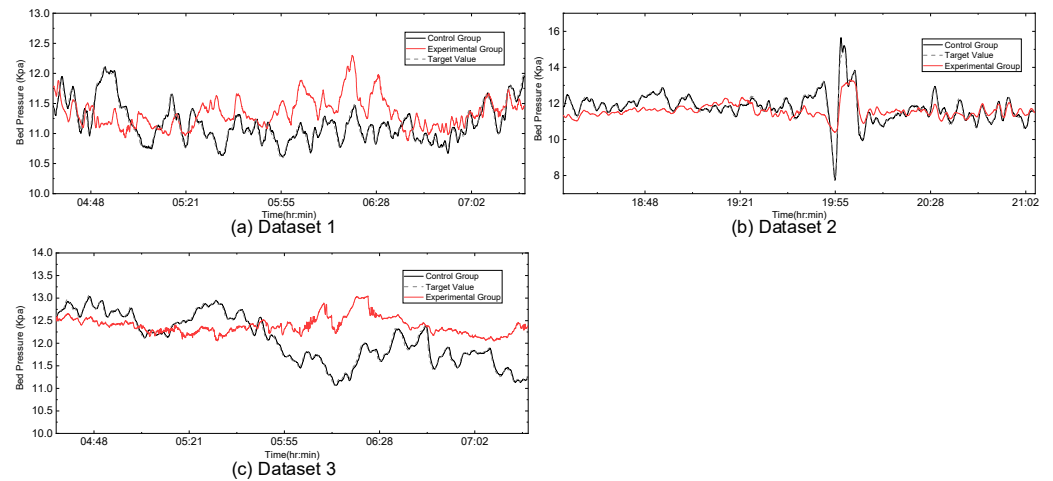 13.0
12.5
12.0
11.5
11.0
10.5
10.0
Bed Pressure (Kpa)
Control Group
Experimental Group
Target Value
04:48
05:21
05:55
06:28
07:02
Time(hr:min)
(a) Dataset 1
16
14
12
10
8
Bed Pressure (Kpa)
Control Group
Target Value
Experimental Group
18:48
19:21
19:55
20:28
21:02
Time(hr:min)
(b) Dataset 2
14.0
13.5
13.0
12.5
12.0
11.5
11.0
10.5
10.0
Bed Pressure (Kpa)
Control Group
Target Value
Experimental Group
04:48
05:21
05:55
06:28
07:02
Time(hr:min)
(c) Dataset 3